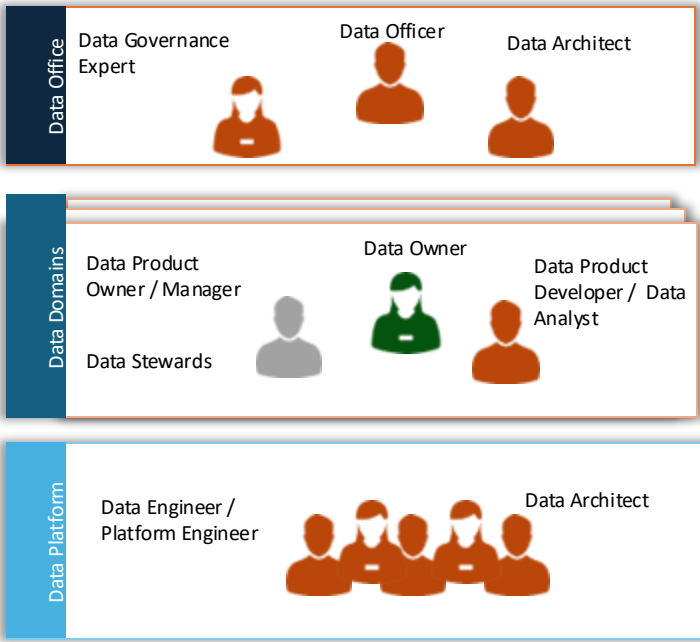 Data Office
Data Governance
Expert
Data Officer
Data Architect
Data Domains
Data Product
Owner / Manager
Data Stewards
Data Owner
Data Product
Developer / Data
Analyst
Data Platform
Data Engineer /
Platform Engineer
Data Architect